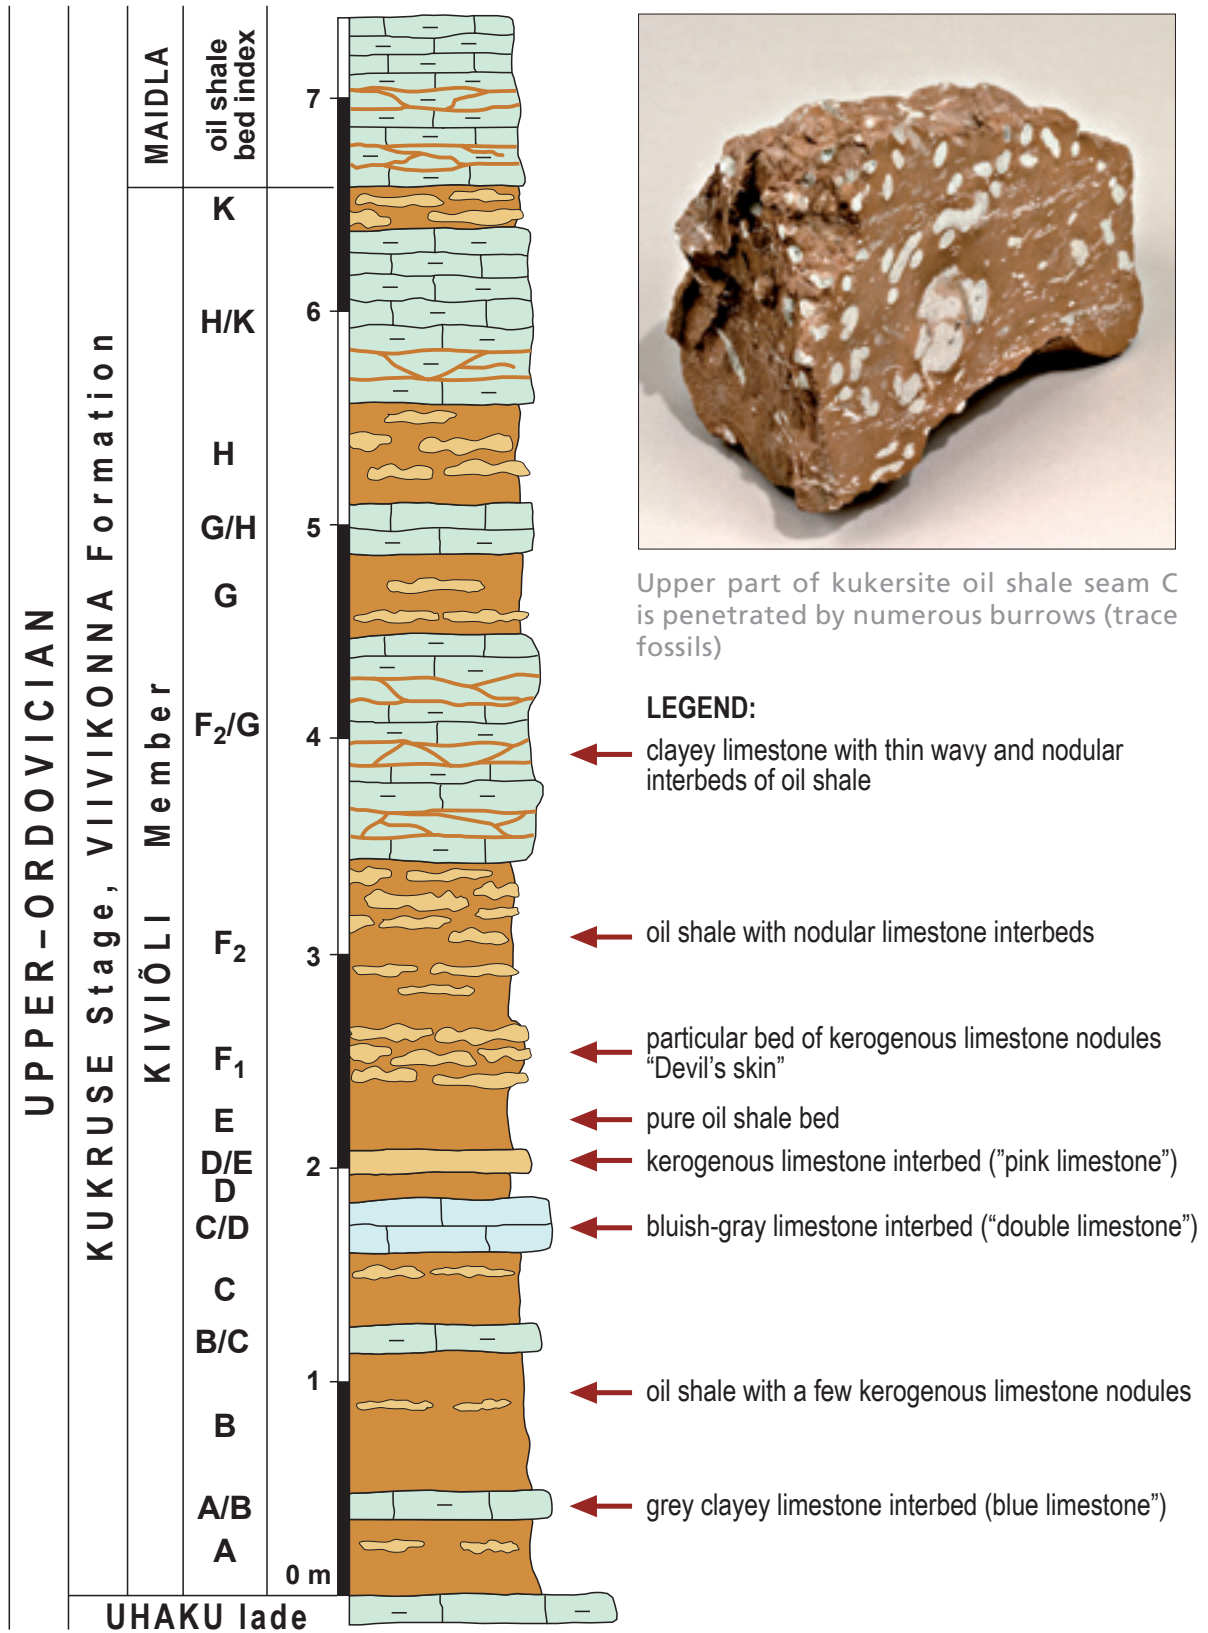 UPPER–ORDOVICIAN
KUKRUSE Stage, VIIVIKONNA Formation
KIVIÕLI Member
MAIDLA
oil shale
bed index
K
H/K
H
G/H
G
F2/G
F2
F1
E
D/E
D
C/D
C
B/C
B
A/B
A
7
6
5
4
3
2
1
0 m
UHAKU lade
Upper part of kukersite oil shale seam C
is penetrated by numerous burrows (trace
fossils)
LEGEND:
clayey limestone with thin wavy and nodular
interbeds of oil shale
oil shale with nodular limestone interbeds
particular bed of kerogenous limestone nodules
“Devil’s skin”
pure oil shale bed
kerogenous limestone interbed (”pink limestone”)
bluish-gray limestone interbed (“double limestone”)
oil shale with a few kerogenous limestone nodules
grey clayey limestone interbed (blue limestone”)